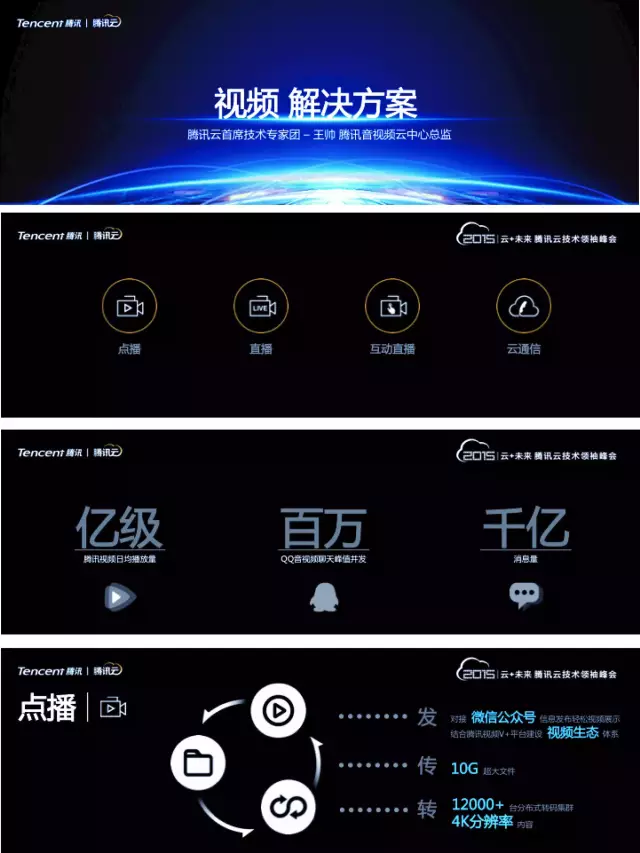 Tencent 腾讯 | 腾讯云
视频 解决方案
腾讯云首席技术专家团 – 王帅 腾讯音视频云中心总监
Tencent 腾讯 | 腾讯云
2015 云+未来 腾讯云技术领袖峰会
LIVE
点播
直播
互动直播
云通信
Tencent 腾讯 | 腾讯云
2015 云+未来 腾讯云技术领袖峰会
亿级
百万
千亿
腾讯视频日均播放量
QQ音视频聊天峰值并发
消息量
Tencent 腾讯 | 腾讯云
2015 云+未来 腾讯云技术领袖峰会
点播
发 对接 微信公众号 信息发布轻松视频展示
结合腾讯视频V+平台建设 视频生态 体系
传 10G 超大文件
转 12000+ 台分布式转码集群
4K分辨率 内容